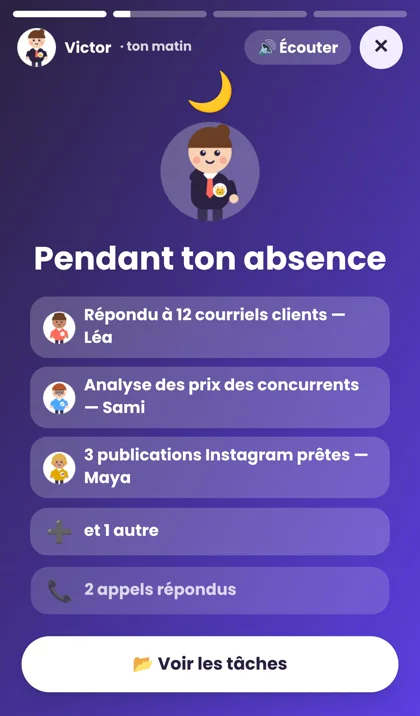 Victor · ton matin
🔊 Écouter
✕
Pendant ton absence
Répondu à 12 courriels clients —
Léa
Analyse des prix des concurrents
— Sami
3 publications Instagram prêtes —
Maya
et 1 autre
2 appels répondus
📂 Voir les tâches